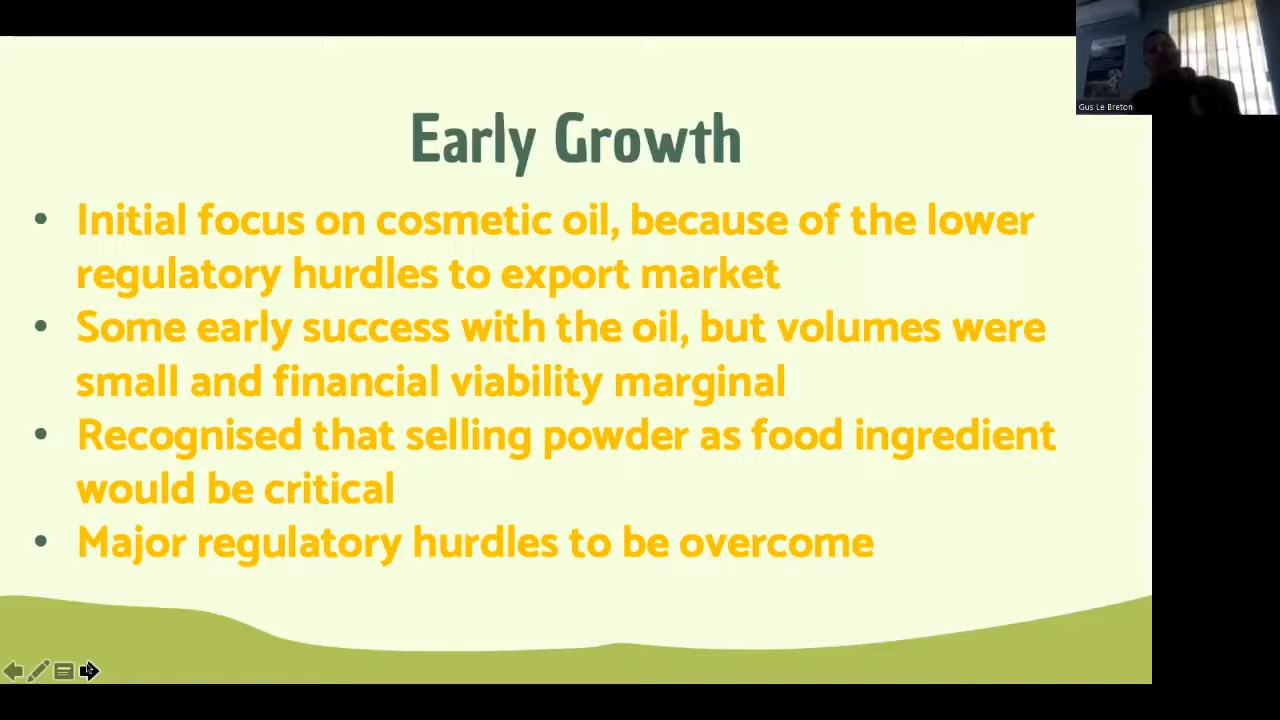 Early Growth
• Initial focus on cosmetic oil, because of the lower
regulatory hurdles to export market
• Some early success with the oil, but volumes were
small and financial viability marginal
• Recognised that selling powder as food ingredient
would be critical
• Major regulatory hurdles to be overcome
Gus Le Breton